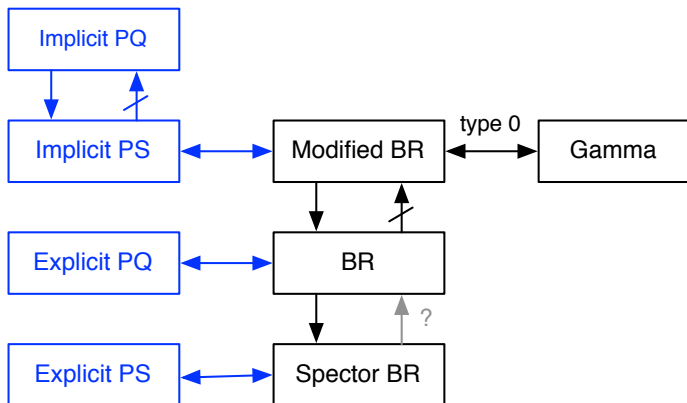 Implicit PQ
type 0
Implicit PS
Modified BR
Gamma
Explicit PQ
BR
?
Explicit PS
Spector BR